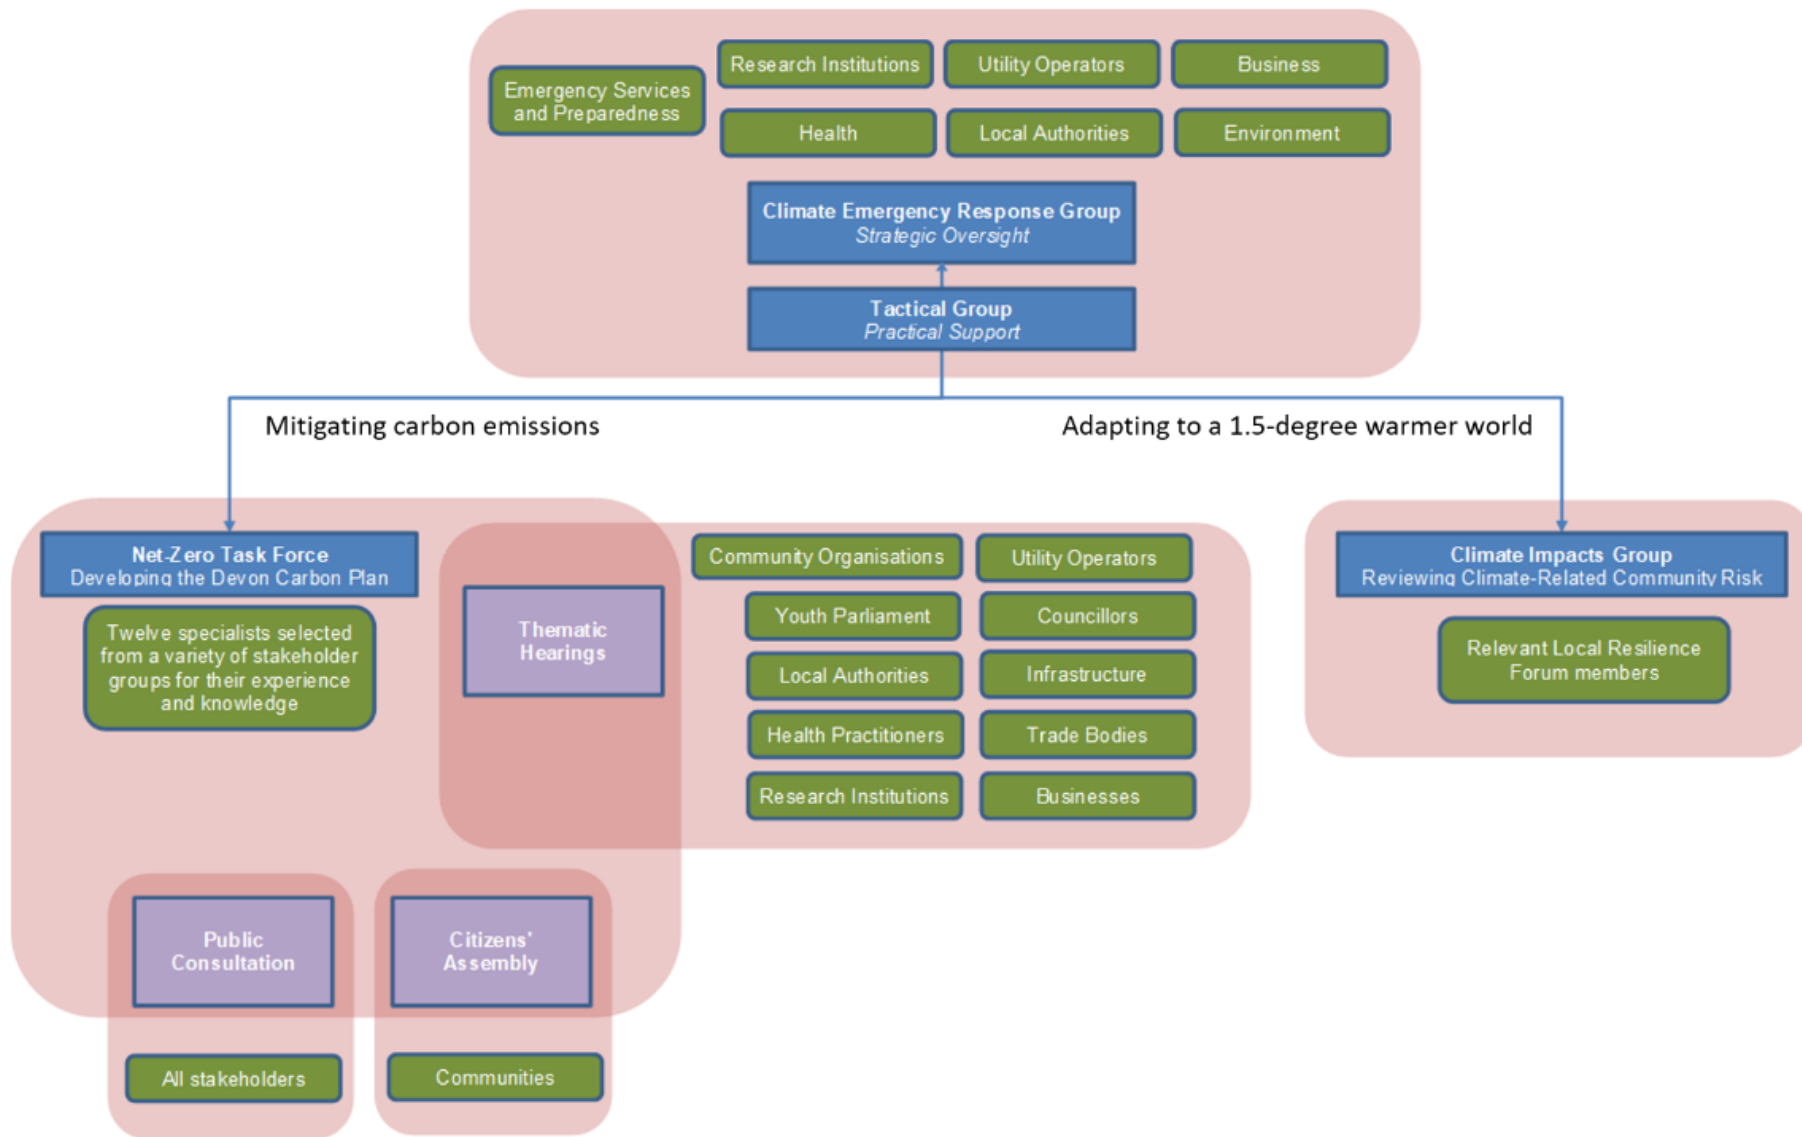 Emergency Services
and Preparedness
Research Institutions
Utility Operators
Business
Health
Local Authorities
Environment
Climate Emergency Response Group
Strategic Oversight
Tactical Group
Practical Support
Mitigating carbon emissions
Adapting to a 1.5-degree warmer world
Net-Zero Task Force
Developing the Devon Carbon Plan
Twelve specialists selected
from a variety of stakeholder
groups for their experience
and knowledge
Thematic
Hearings
Community Organisations
Utility Operators
Youth Parliament
Councillors
Local Authorities
Infrastructure
Health Practitioners
Trade Bodies
Research Institutions
Businesses
Climate Impacts Group
Reviewing Climate-Related Community Risk
Relevant Local Resilience
Forum members
Public
Consultation
Citizens'
Assembly
All stakeholders
Communities